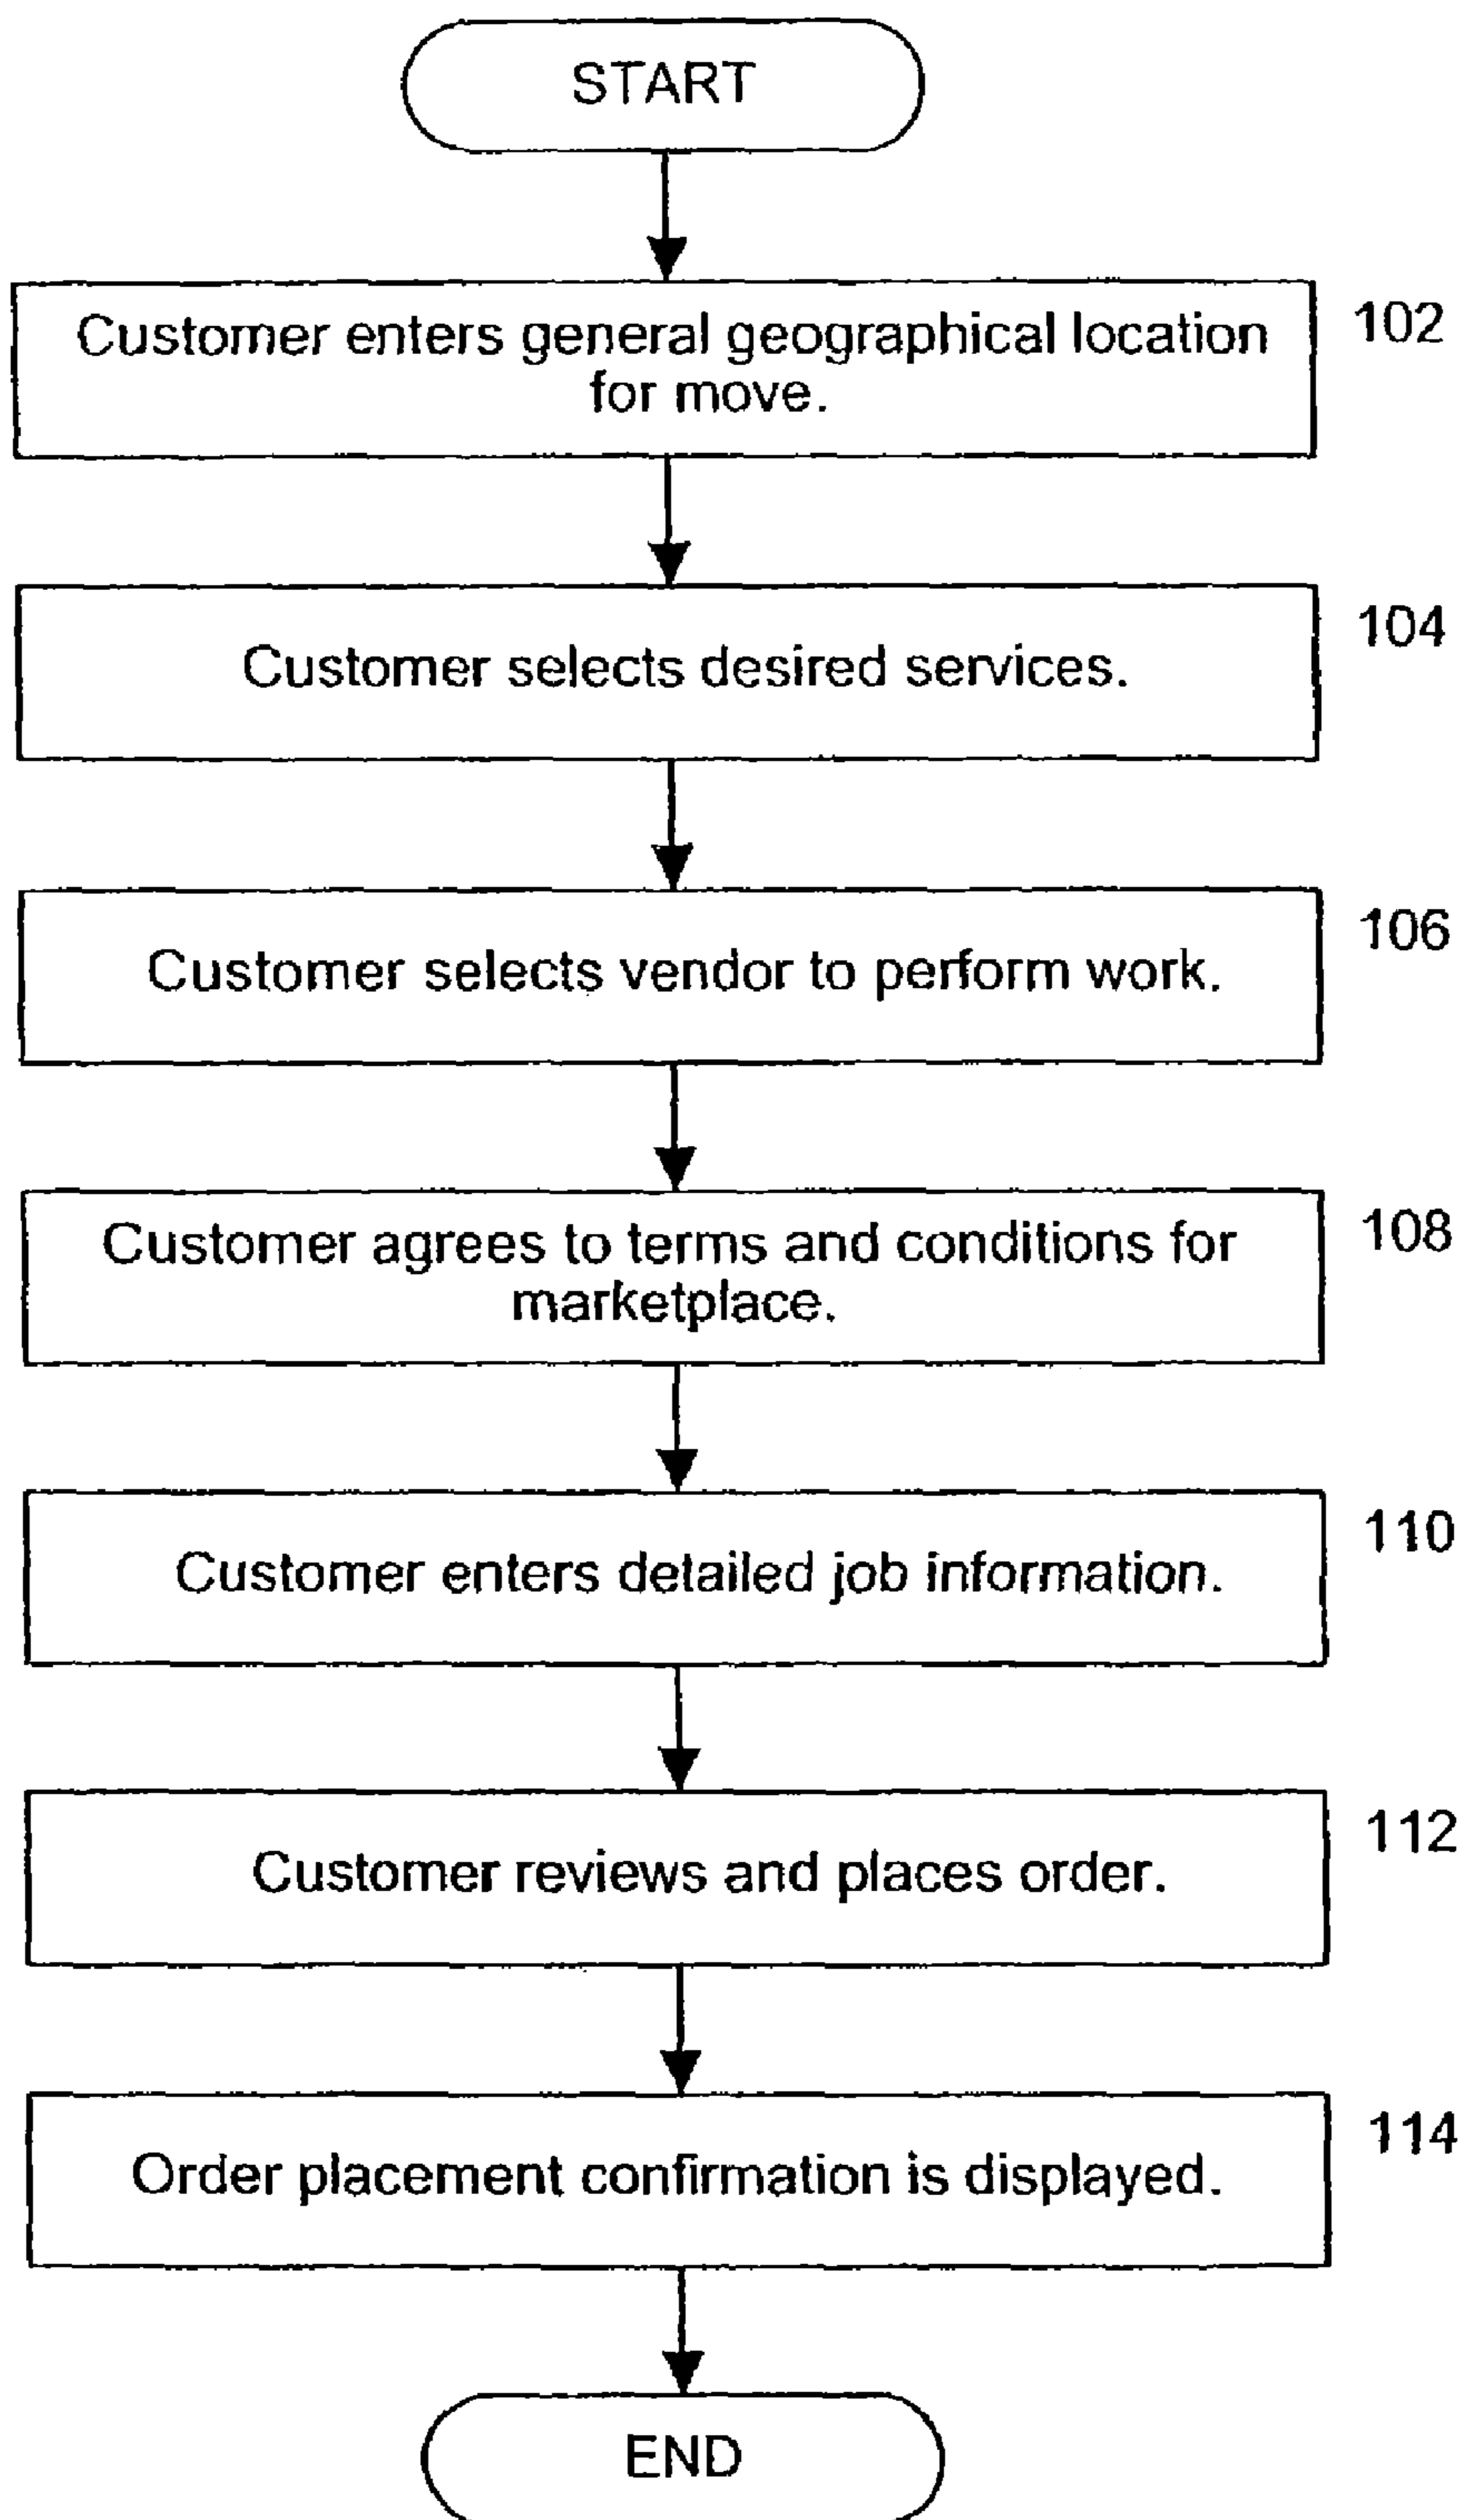 START
Customer enters general geographical location
for move.
102
Customer selects desired services.
104
Customer selects vendor to perform work.
106
Customer agrees to terms and conditions for
marketplace.
108
Customer enters detailed job information.
110
Customer reviews and places order.
112
Order placement confirmation is displayed.
114
END